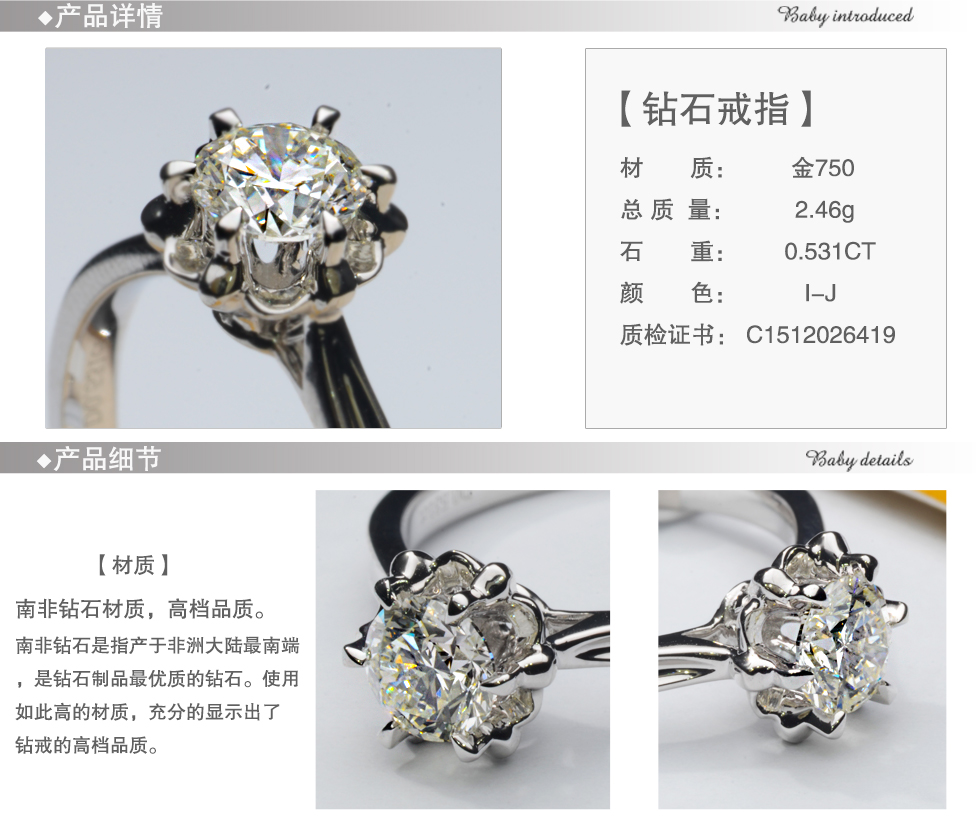 ◆产品详情
Baby introduced
【钻石戒指】
材 质： 金750
总质量： 2.46g
石 重： 0.531CT
颜 色： I-J
质检证书： C1512026419
◆产品细节
Baby details
【材质】
南非钻石材质，高档品质。
南非钻石是指产于非洲大陆最南端
，是钻石制品最优质的钻石。使用
如此高的材质，充分的显示出了
钻戒的高档品质。